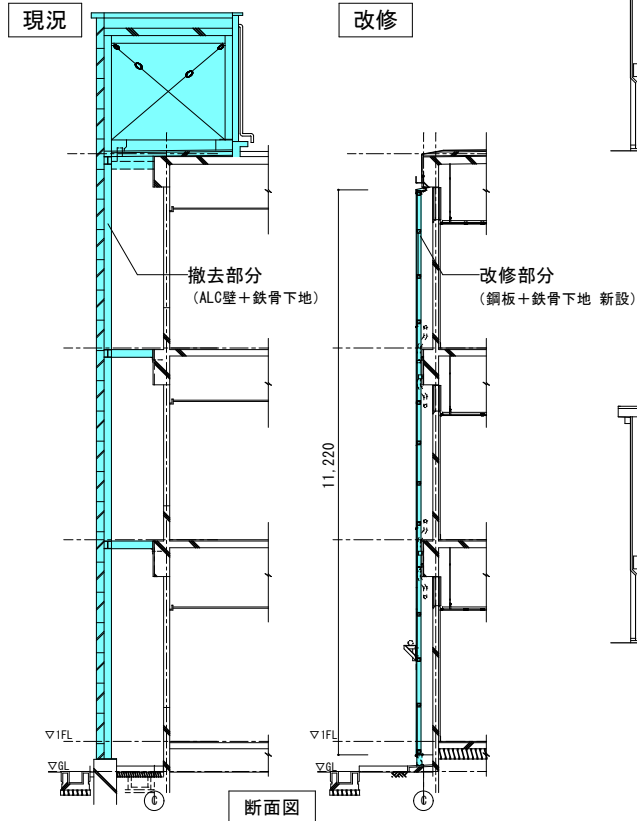 現況
改修
撤去部分
(ALC壁+鉄骨下地)
改修部分
(鋼板+鉄骨下地 新設)
11,220
▽1FL
▽GL
▽1FL
▽GL
断面図